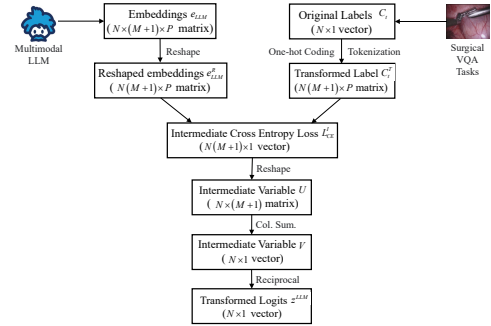 Multimodal
LLM
Embeddings e_LLM
(N×(M+1)×P
matrix)
Reshape
Reshaped embeddings e^R_LLM
(N(M+1)×P matrix)
Original Labels C_t
(N×1 vector)
One-hot Coding
Tokenization
Transformed Label C_t^T
(N(M+1)×P matrix)
Surgical
VQA
Tasks
Intermediate Cross Entropy Loss L^I_CE
(N(M+1)×1
vector)
Reshape
Intermediate Variable U
(N×(M+1) matrix)
Col. Sum.
Intermediate Variable V
(N×1 vector)
Reciprocal
Transformed Logits z^LLM
(N×1 vector)